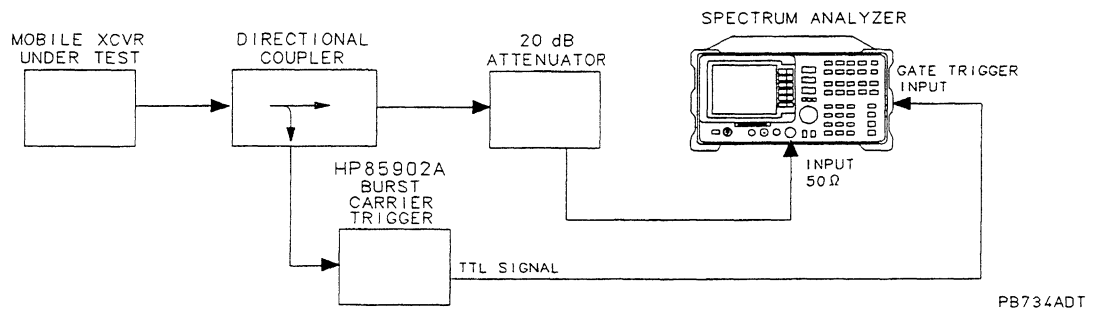 SPECTRUM ANALYZER
MOBILE XCVR
UNDER TEST
DIRECTIONAL
COUPLER
20 dB
ATTENUATOR
GATE TRIGGER
INPUT
INPUT
50Ω
HP85902A
BURST
CARRIER
TRIGGER
TTL SIGNAL
PB734ADT